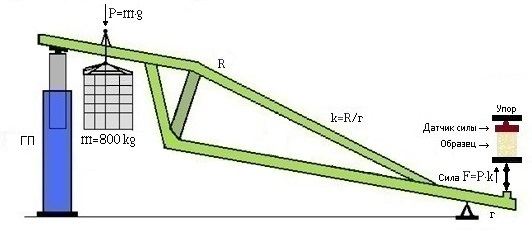 P=m·g
R
k=R/r
m=800 kg
ГП
Упор
Датчик силы
Образец
Сила F=P·k
r